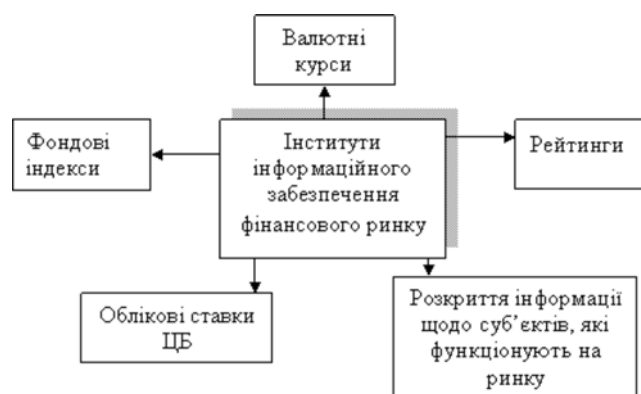 Валютні
курси
Фондові
індекси
Інститути
інформаційного
забезпечення
фінансового ринку
Рейтинги
Облікові ставки
ЦБ
Розкриття інформації
щодо суб’єктів, які
функціонують на
ринку